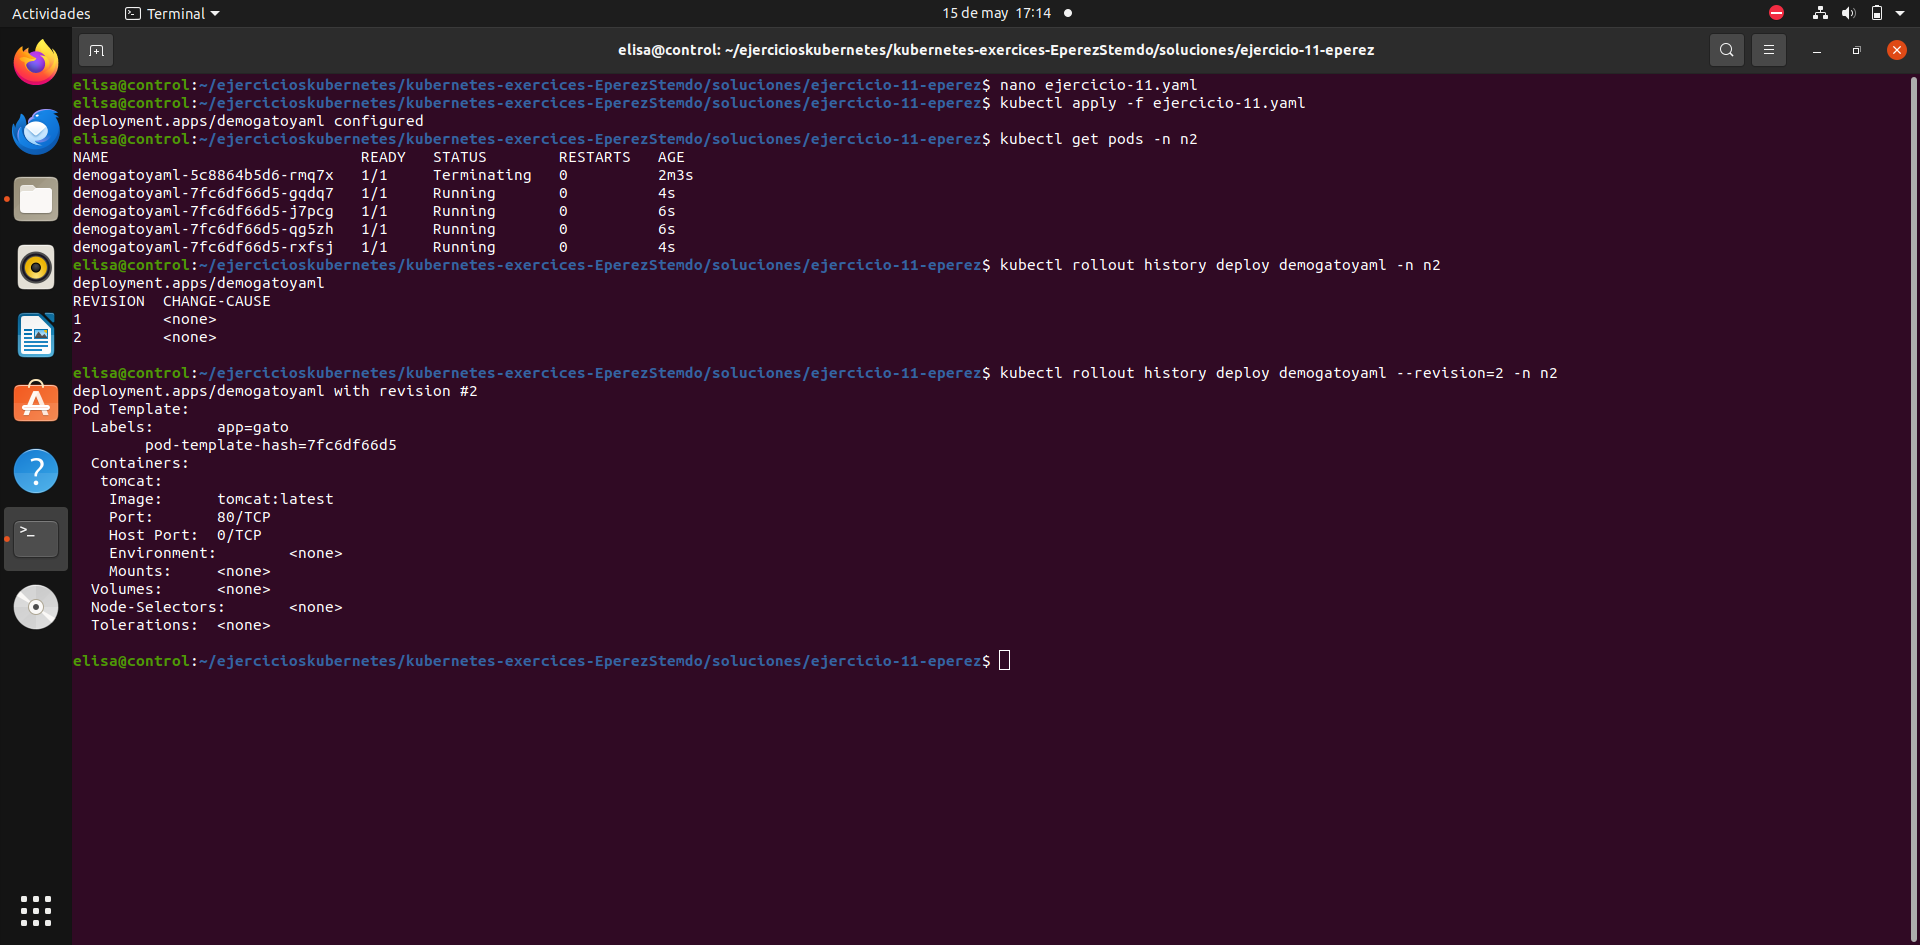 Actividades Terminal 15 de may 17:14
elisa@control: ~/ejercicioskubernetes/kubernetes-exercices-EperezStemdo/soluciones/ejercicio-11-eperez
elisa@control:~/ejercicioskubernetes/kubernetes-exercices-EperezStemdo/soluciones/ejercicio-11-eperez$ nano ejercicio-11.yaml
elisa@control:~/ejercicioskubernetes/kubernetes-exercices-EperezStemdo/soluciones/ejercicio-11-eperez$ kubectl apply -f ejercicio-11.yaml
deployment.apps/demogatoyaml configured
elisa@control:~/ejercicioskubernetes/kubernetes-exercices-EperezStemdo/soluciones/ejercicio-11-eperez$ kubectl get pods -n n2
NAME                            READY   STATUS        RESTARTS   AGE
demogatoyaml-5c8864b5d6-rmq7x   1/1     Terminating   0          2m3s
demogatoyaml-7fc6df66d5-gqdq7   1/1     Running       0          4s
demogatoyaml-7fc6df66d5-j7pcg   1/1     Running       0          6s
demogatoyaml-7fc6df66d5-qg5zh   1/1     Running       0          6s
demogatoyaml-7fc6df66d5-rxfsj   1/1     Running       0          4s
elisa@control:~/ejercicioskubernetes/kubernetes-exercices-EperezStemdo/soluciones/ejercicio-11-eperez$ kubectl rollout history deploy demogatoyaml -n n2
deployment.apps/demogatoyaml
REVISION  CHANGE-CAUSE
1         <none>
2         <none>
elisa@control:~/ejercicioskubernetes/kubernetes-exercices-EperezStemdo/soluciones/ejercicio-11-eperez$ kubectl rollout history deploy demogatoyaml --revision=2 -n n2
deployment.apps/demogatoyaml with revision #2
Pod Template:
  Labels:       app=gato
        pod-template-hash=7fc6df66d5
  Containers:
   tomcat:
    Image:      tomcat:latest
    Port:       80/TCP
    Host Port:  0/TCP
    Environment:        <none>
    Mounts:     <none>
  Volumes:      <none>
  Node-Selectors:       <none>
  Tolerations:  <none>
elisa@control:~/ejercicioskubernetes/kubernetes-exercices-EperezStemdo/soluciones/ejercicio-11-eperez$